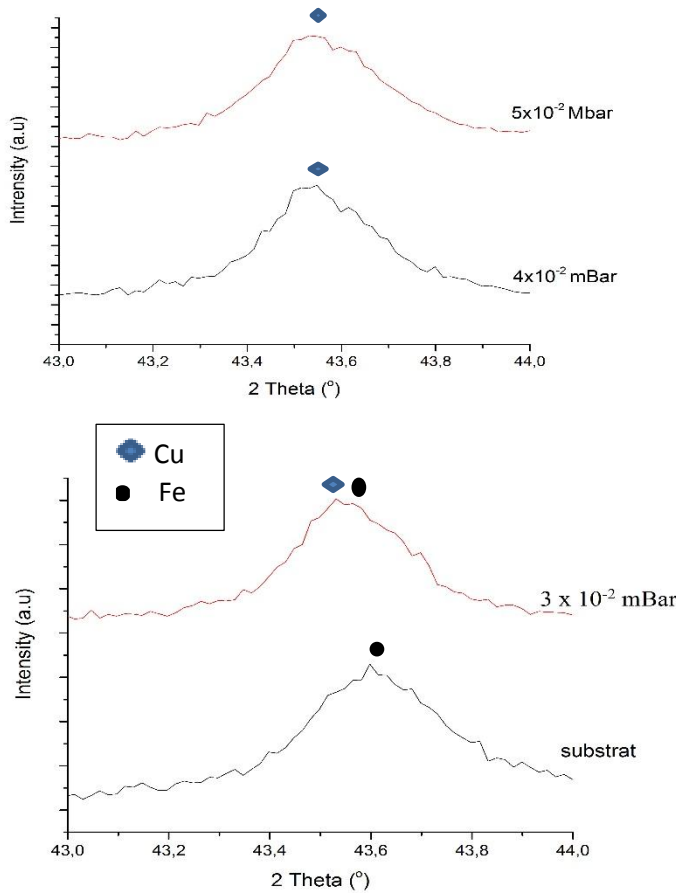 Intrensity (a.u)
5x10⁻² Mbar
4x10⁻² mBar
43,0 43,2 43,4 43,6 43,8 44,0
2 Theta (°)
Cu
Fe
Intensity (a.u)
3 x 10⁻² mBar
substrat
43,0 43,2 43,4 43,6 43,8 44,0
2 Theta (°)